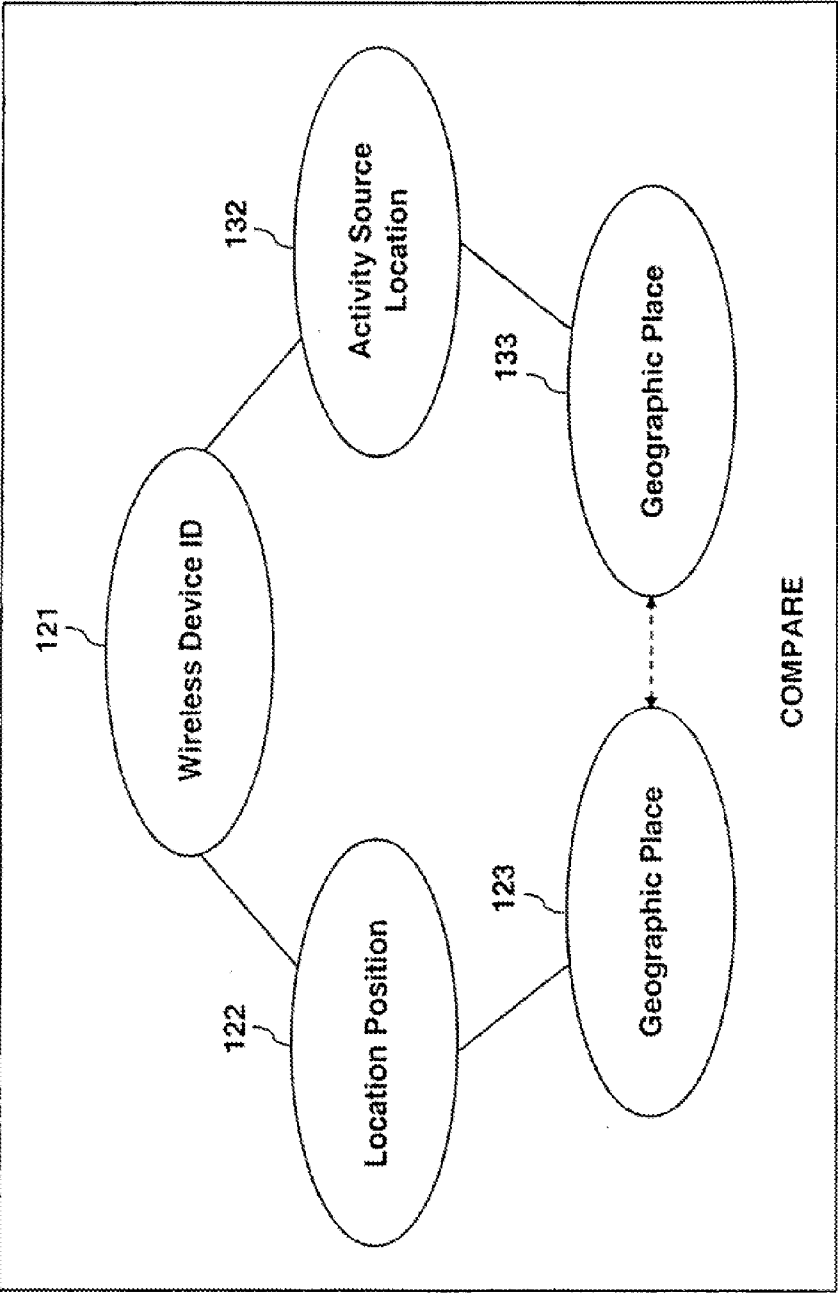 121
Wireless Device ID
122
Location Position
132
Activity Source
Location
123
Geographic Place
133
Geographic Place
COMPARE